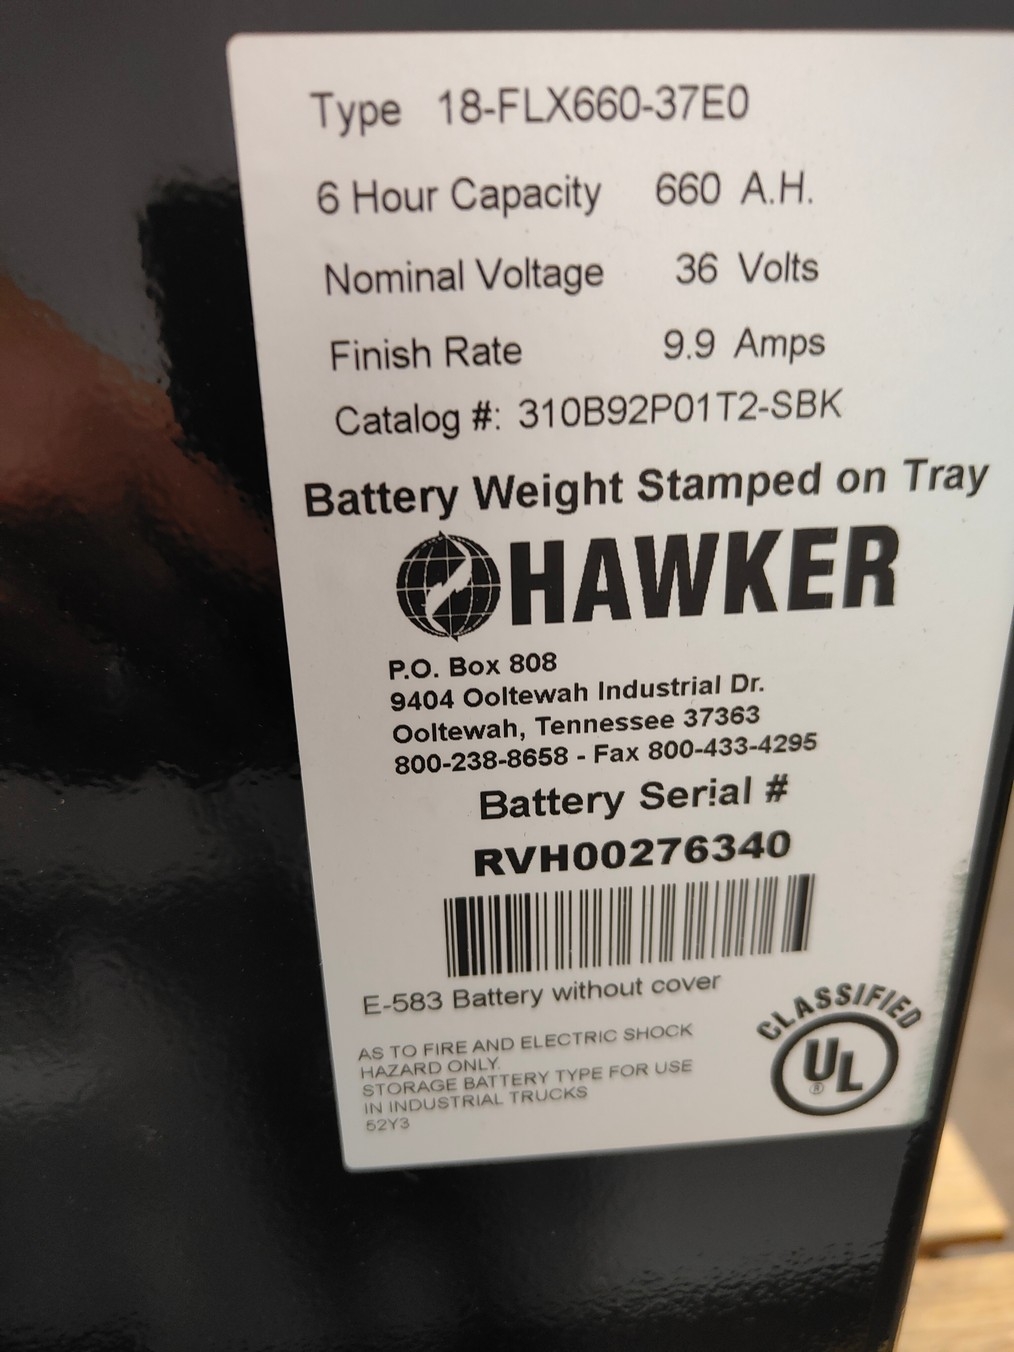 Type 18-FLX660-37E0
6 Hour Capacity 660 A.H.
Nominal Voltage 36 Volts
Finish Rate 9.9 Amps
Catalog #: 310B92P01T2-SBK
Battery Weight Stamped on Tray
HAWKER
P.O. Box 808
9404 Ooltewah Industrial Dr.
Ooltewah, Tennessee 37363
800-238-8658 - Fax 800-433-4295
Battery Serial #
RVH00276340
E-583 Battery without cover
CLASSIFIED
UL®
AS TO FIRE AND ELECTRIC SHOCK
HAZARD ONLY.
STORAGE BATTERY TYPE FOR USE
IN INDUSTRIAL TRUCKS
52Y3